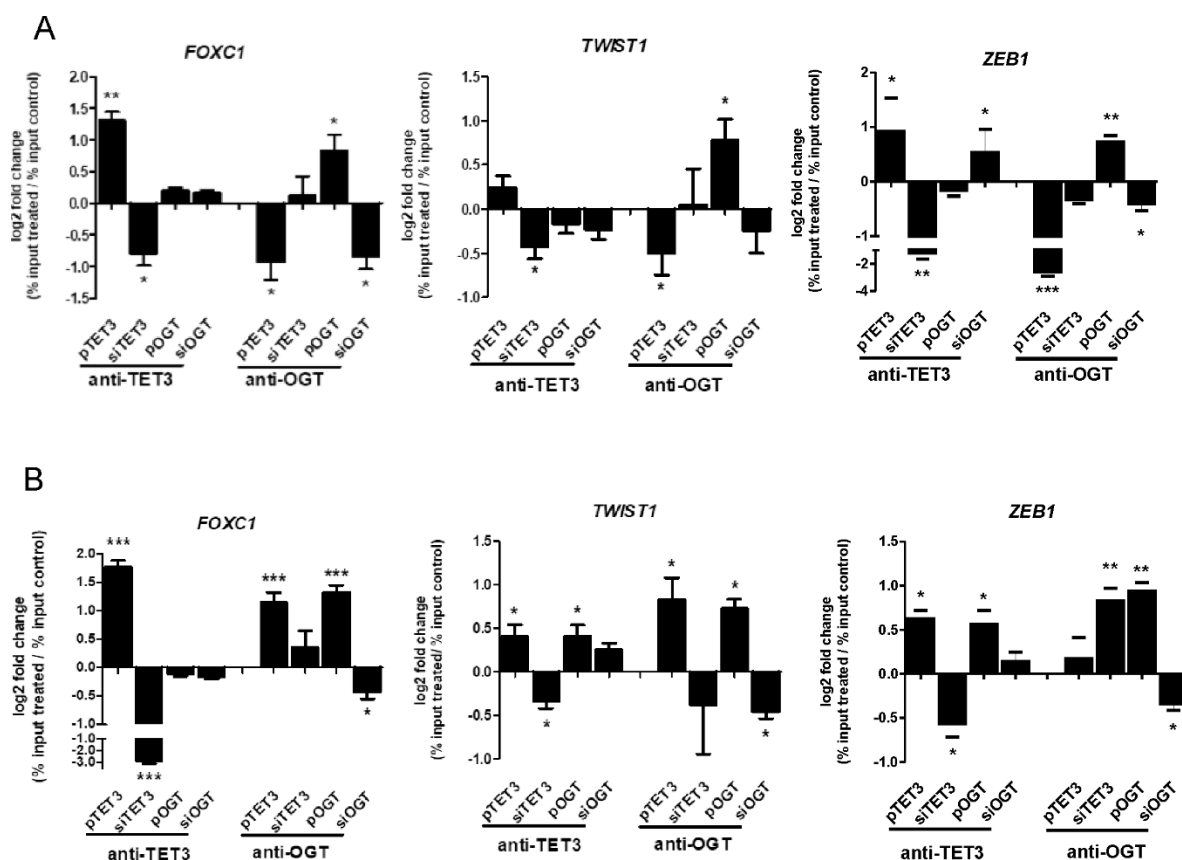 A
FOXC1
TWIST1
ZEB1
log2 fold change
(% input treated / % input control)
2.0
1.5
1.0
0.5
0.0
-0.5
-1.0
-1.5
**
*
*
*
*
pTET3
siTET3
pOGT
siOGT
pTET3
siTET3
pOGT
siOGT
anti-TET3
anti-OGT
log2 fold change
(% input treated / % input control)
1.5
1.0
0.5
0.0
-0.5
-1.0
*
*
*
pTET3
siTET3
pOGT
siOGT
pTET3
siTET3
pOGT
siOGT
anti-TET3
anti-OGT
log2 fold change
(% input treated / % input control)
2
1
0
-1
-2
-4
*
**
*
***
**
*
pTET3
siTET3
pOGT
siOGT
pTET3
siTET3
pOGT
siOGT
anti-TET3
anti-OGT
B
FOXC1
TWIST1
ZEB1
log2 fold change
(% input treated / % input control)
2.0
1.5
1.0
0.5
0.0
-0.5
-1.0
-1.0
-2.0
-3.0
***
***
***
***
*
pTET3
siTET3
pOGT
siOGT
pTET3
siTET3
pOGT
siOGT
anti-TET3
anti-OGT
log2 fold change
(% input treated/ % input control)
1.5
1.0
0.5
0.0
-0.5
-1.0
*
*
*
*
*
*
pTET3
siTET3
pOGT
siOGT
pTET3
siTET3
pOGT
siOGT
anti-TET3
anti-OGT
log2 fold change
(% input treated / % input control)
1.5
1.0
0.5
0.0
-0.5
-1.0
*
*
*
**
**
*
pTET3
siTET3
pOGT
siOGT
pTET3
siTET3
pOGT
siOGT
anti-TET3
anti-OGT